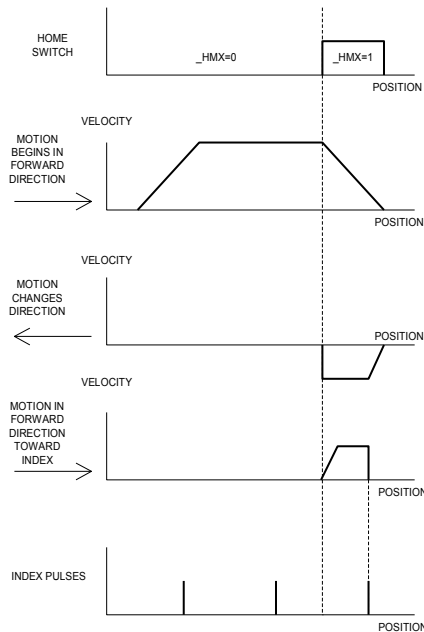 HOME
SWITCH
_HMX=0
_HMX=1
POSITION
VELOCITY
MOTION
BEGINS IN
FORWARD
DIRECTION
POSITION
VELOCITY
MOTION
CHANGES
DIRECTION
POSITION
VELOCITY
MOTION IN
FORWARD
DIRECTION
TOWARD
INDEX
POSITION
INDEX PULSES
POSITION